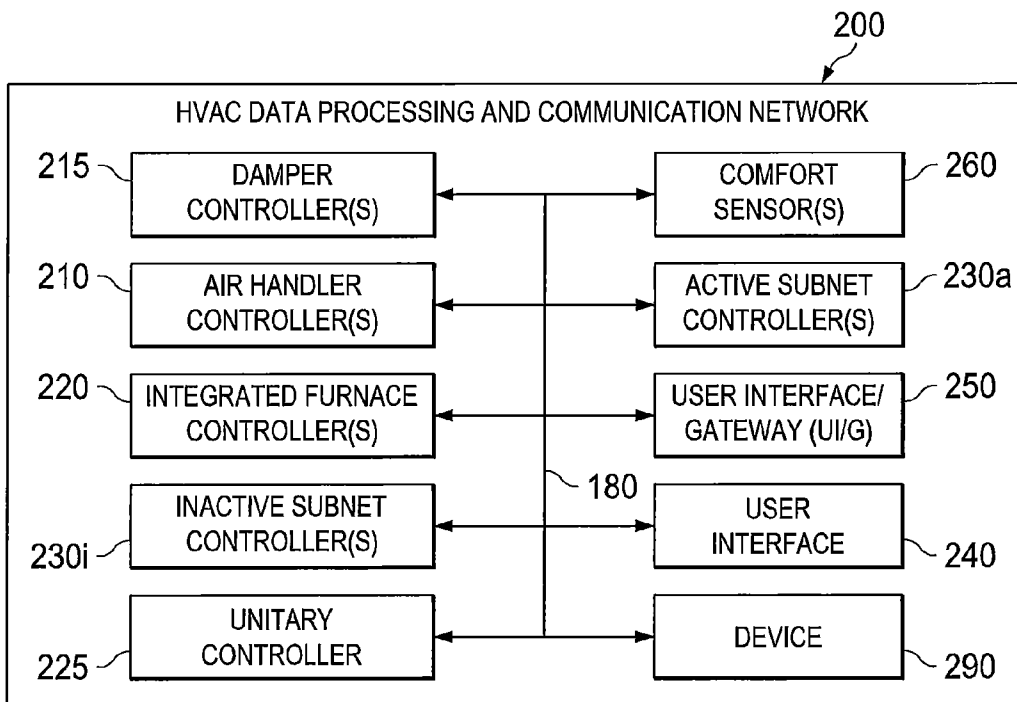 200
HVAC DATA PROCESSING AND COMMUNICATION NETWORK
215
DAMPER
CONTROLLER(S)
COMFORT
SENSOR(S)
260
210
AIR HANDLER
CONTROLLER(S)
ACTIVE SUBNET
CONTROLLER(S)
230a
220
INTEGRATED FURNACE
CONTROLLER(S)
USER INTERFACE/
GATEWAY (UI/G)
250
180
INACTIVE SUBNET
CONTROLLER(S)
230i
USER
INTERFACE
240
UNITARY
CONTROLLER
225
DEVICE
290